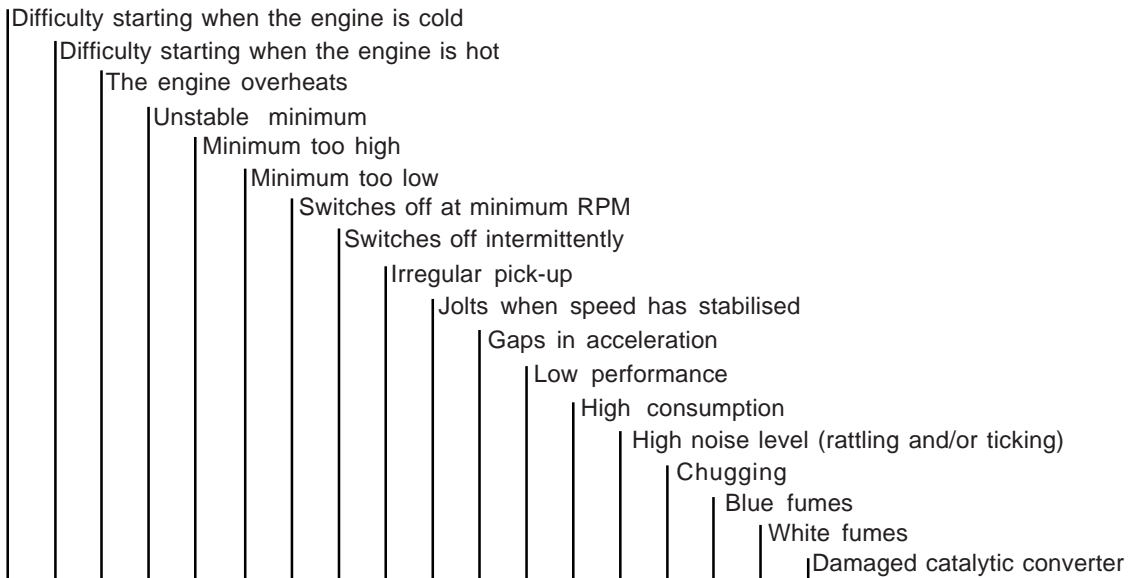 Difficulty starting when the engine is cold
Difficulty starting when the engine is hot
The engine overheats
Unstable minimum
Minimum too high
Minimum too low
Switches off at minimum RPM
Switches off intermittently
Irregular pick-up
Jolts when speed has stabilised
Gaps in acceleration
Low performance
High consumption
High noise level (rattling and/or ticking)
Chugging
Blue fumes
White fumes
Damaged catalytic converter